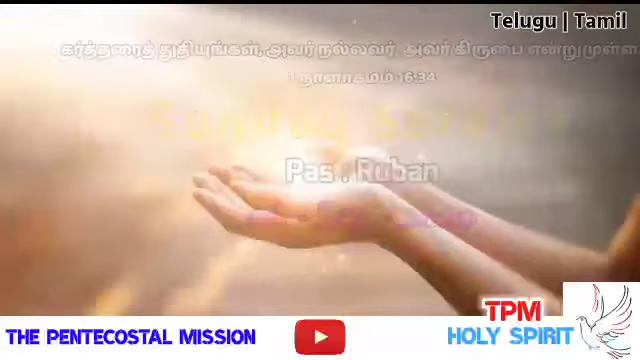 Telugu | Tamil
கர்த்தரைத் துதியுங்கள், அவர் நல்லவர், அவர் கிருபை என்றுமுள்ள
I நாளாகமம் 16:34
Sunday Service
Pas . Ruban
TPM
THE PENTECOSTAL MISSION
HOLY SPIRIT